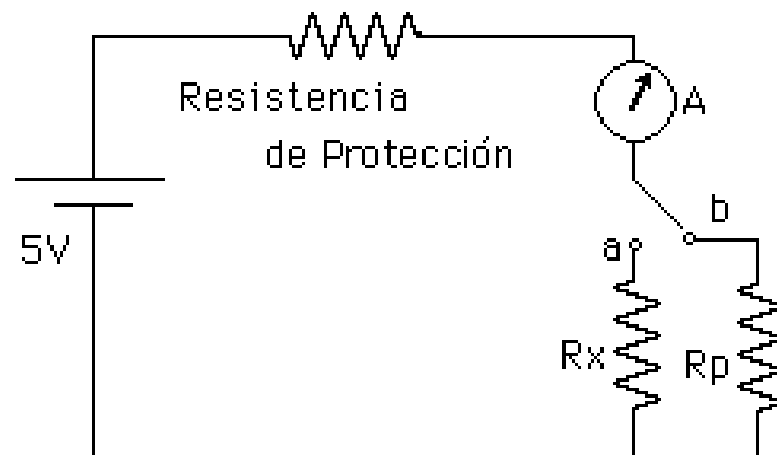 Resistencia
de Protección
A
b
5V
a
Rx
Rp